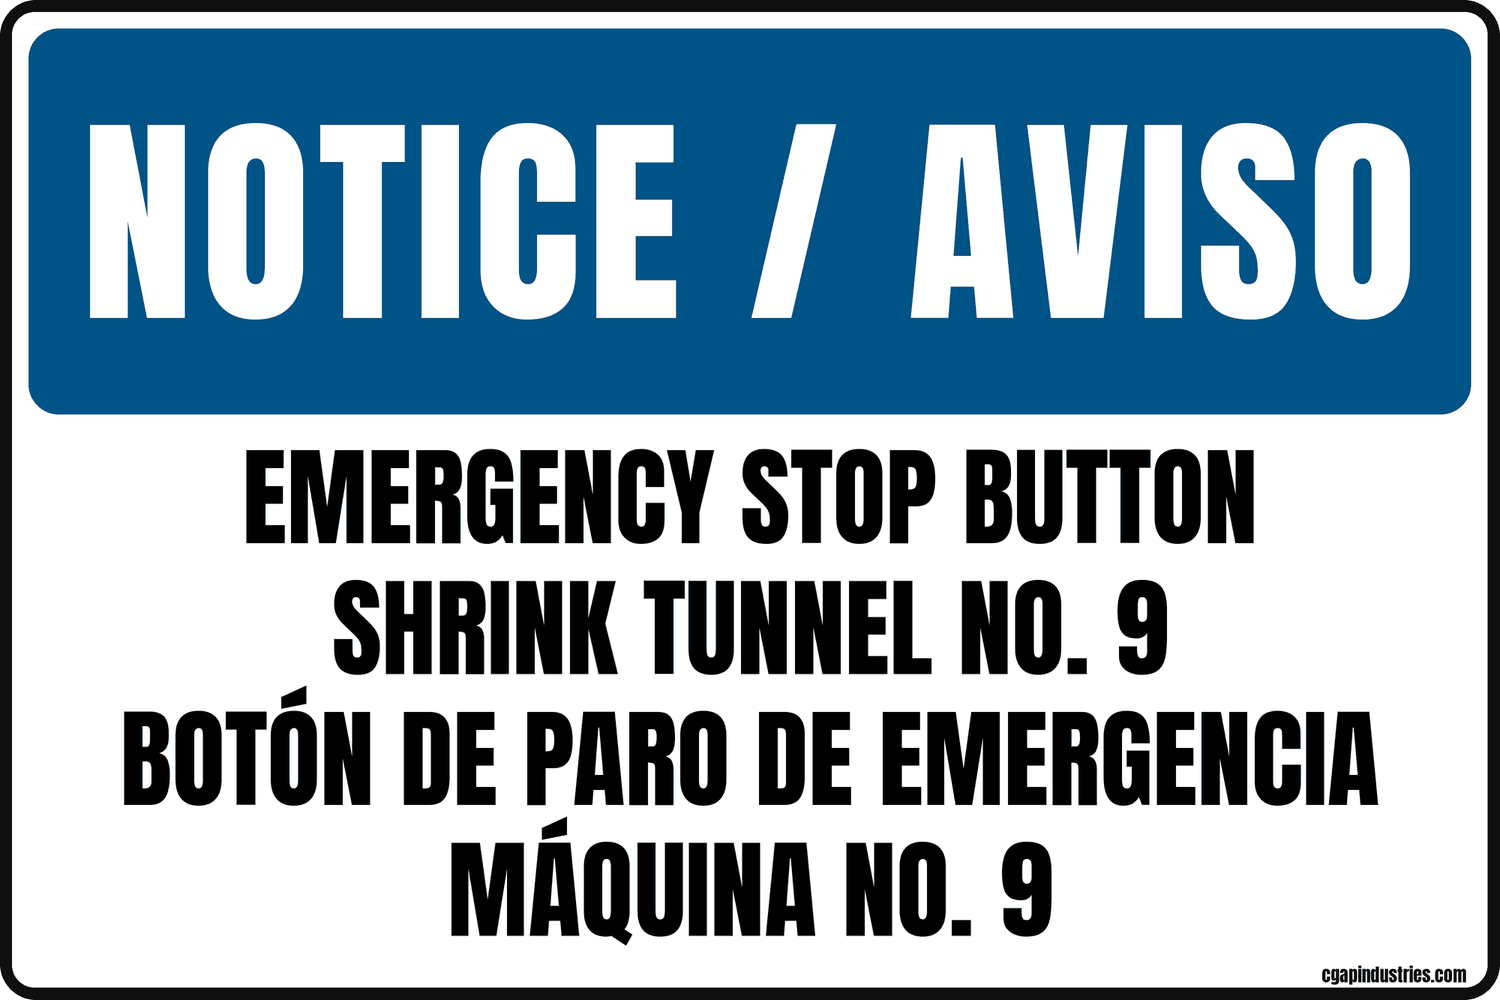 NOTICE / AVISO
EMERGENCY STOP BUTTON
SHRINK TUNNEL NO. 9
BOTÓN DE PARO DE EMERGENCIA
MÁQUINA NO. 9
cgapindustries.com